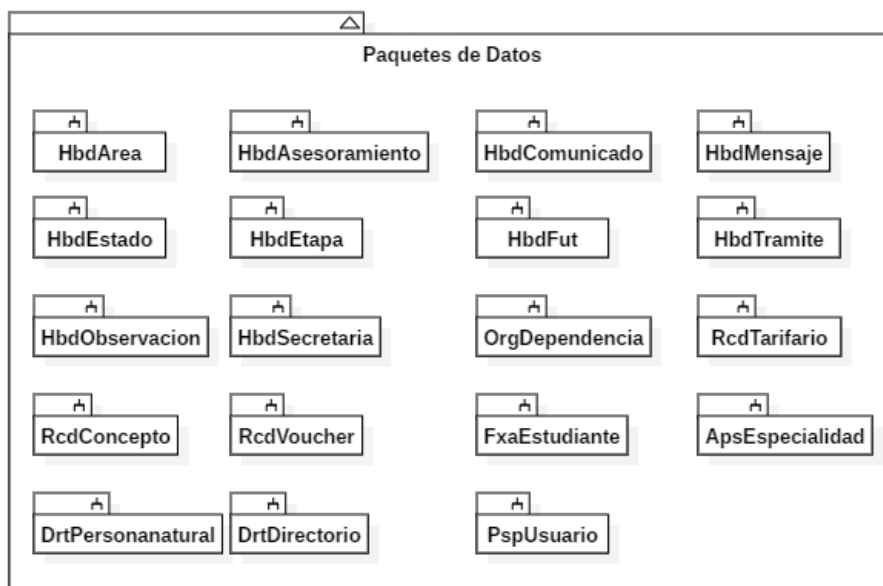 Paquetes de Datos
HbdArea HbdAsesoramiento HbdComunicado HbdMensaje
HbdEstado HbdEtapa HbdFut HbdTramite
HbdObservacion HbdSecretaria OrgDependencia RcdTarifario
RcdConcepto RcdVoucher FxaEstudiante ApsEspecialidad
DrtPersonanatural DrtDirectorio PspUsuario